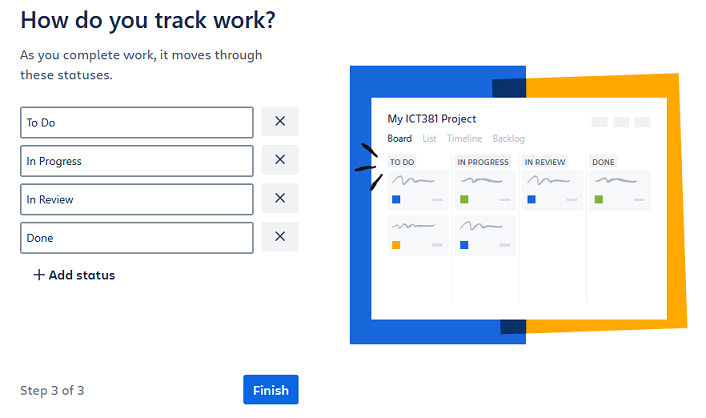 How do you track work?
As you complete work, it moves through
these statuses.
To Do
In Progress
In Review
Done
+ Add status
Step 3 of 3
Finish
My ICT381 Project
Board List Timeline Backlog
TO DO IN PROGRESS IN REVIEW DONE